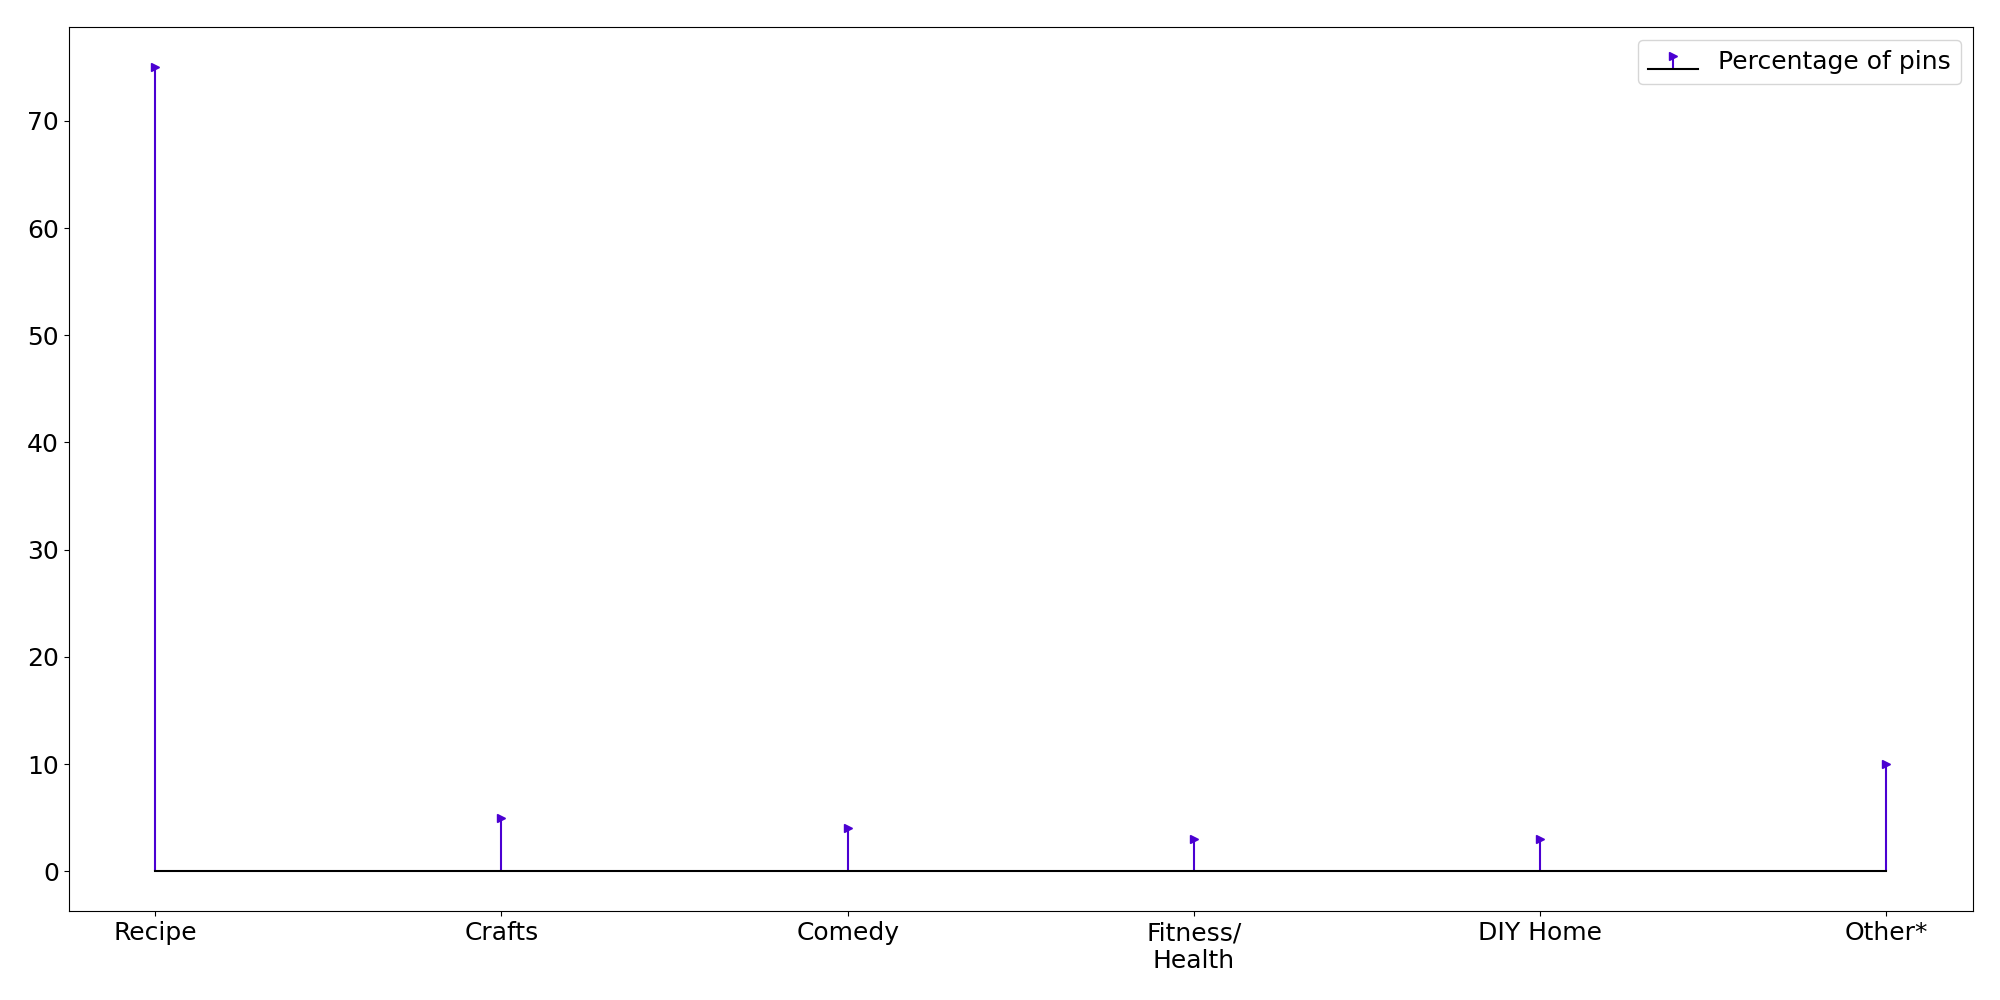 Percentage of pins
70
60
50
40
30
20
10
0
Recipe
Crafts
Comedy
Fitness/
Health
DIY Home
Other*